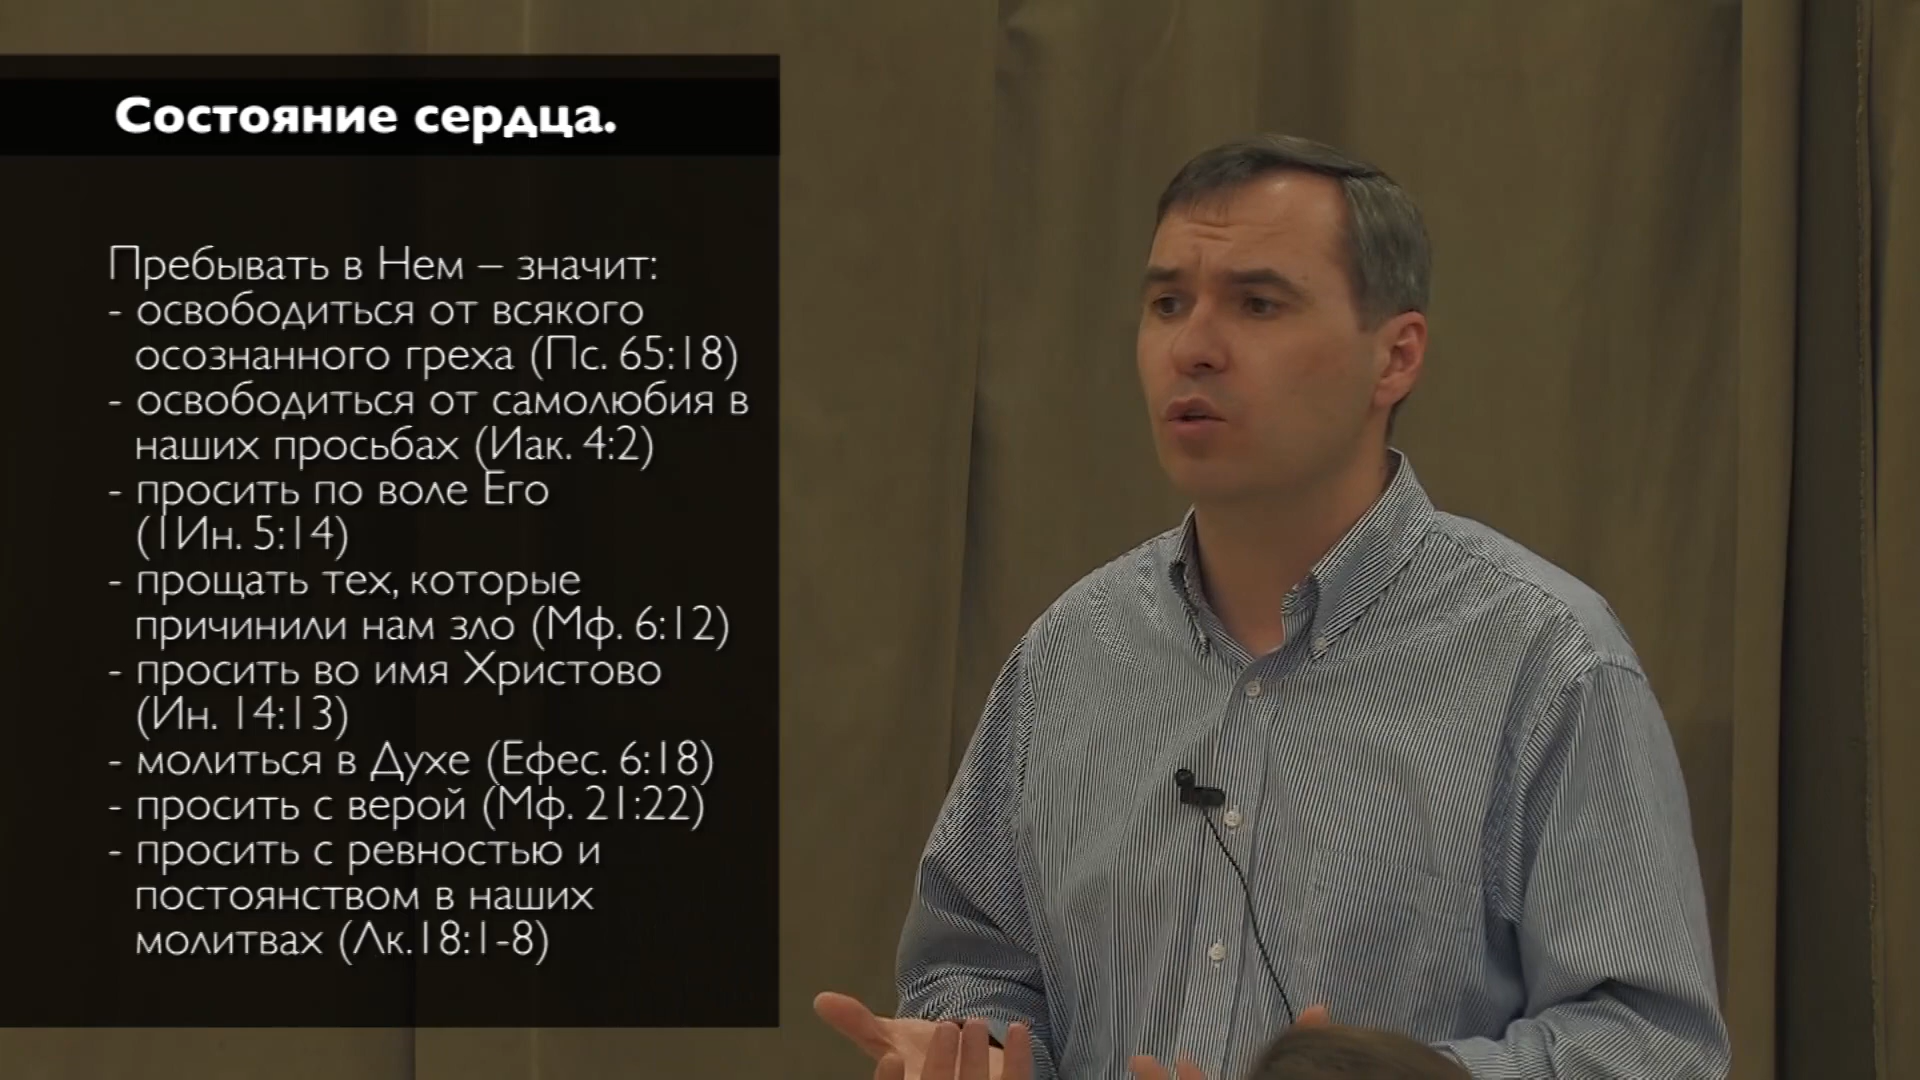 Состояние сердца.
Пребывать в Нем – значит:
- освободиться от всякого
осознанного греха (Пс. 65:18)
- освободиться от самолюбия в
наших просьбах (Иак. 4:2)
- просить по воле Его
(1Ин. 5:14)
- прощать тех, которые
причинили нам зло (Мф. 6:12)
- просить во имя Христово
(Ин. 14:13)
- молиться в Духе (Ефес. 6:18)
- просить с верой (Мф. 21:22)
- просить с ревностью и
постоянством в наших
молитвах (Лк.18:1-8)